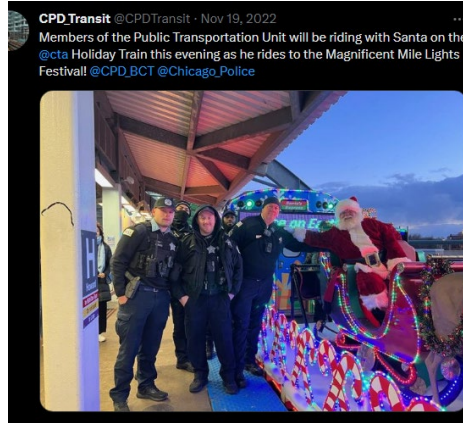 CPD_Transit @CPDTransit · Nov 19, 2022
Members of the Public Transportation Unit will be riding with Santa on the
@cta Holiday Train this evening as he rides to the Magnificent Mile Lights
Festival! @CPD_BCT @Chicago_Police
H